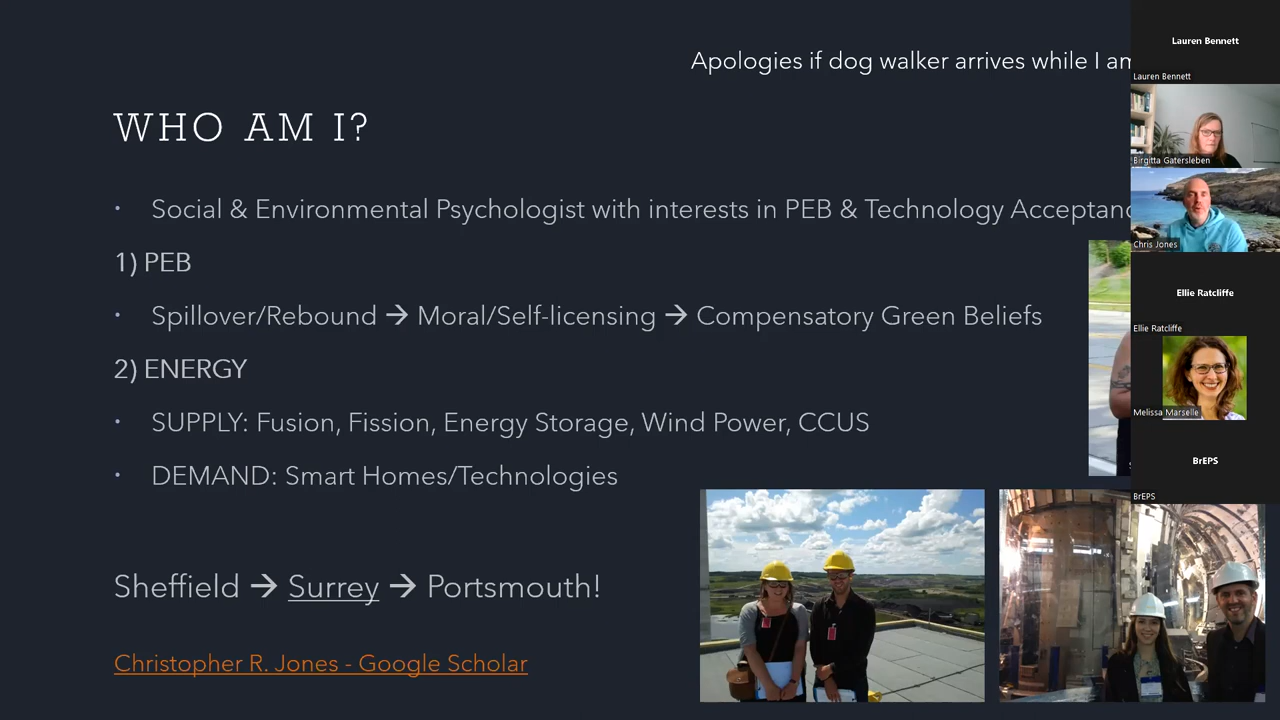 Apologies if dog walker arrives while I am
WHO AM I?
• Social & Environmental Psychologist with interests in PEB & Technology Acceptanc
1) PEB
• Spillover/Rebound → Moral/Self-licensing → Compensatory Green Beliefs
2) ENERGY
• SUPPLY: Fusion, Fission, Energy Storage, Wind Power, CCUS
• DEMAND: Smart Homes/Technologies
Sheffield → Surrey → Portsmouth!
Christopher R. Jones - Google Scholar
Lauren Bennett
Lauren Bennett
Birgitta Gatersleben
Chris Jones
Ellie Ratcliffe
Ellie Ratcliffe
Melissa Marselle
BrEPS
BrEPS